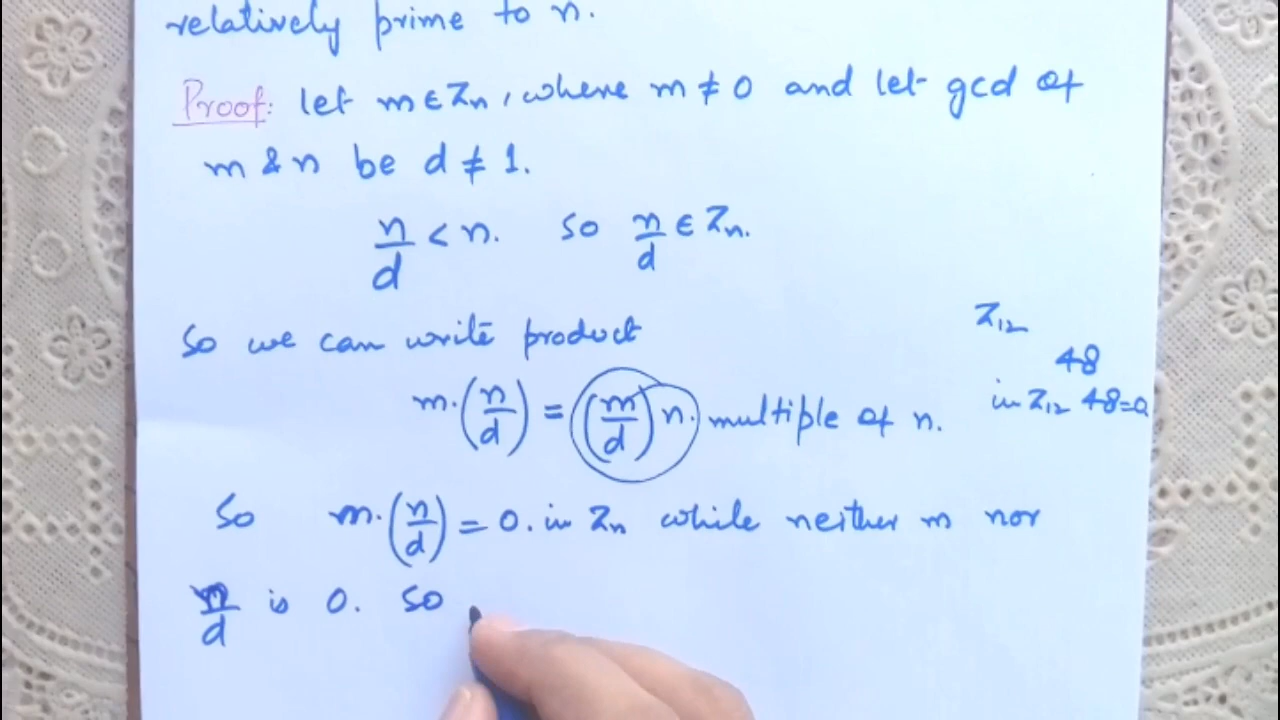 relatively prime to n.
Proof: let m ∈ Zn, where m ≠ 0 and let gcd of
m & n be d ≠ 1.
n/d < n. so n/d ∈ Zn.
So we can write product
m.(n/d) = (m/d) n. multiple of n.
Z12
48
in Z12 48=0
So m.(n/d) = 0. in Zn while neither m nor
n/d is 0. So